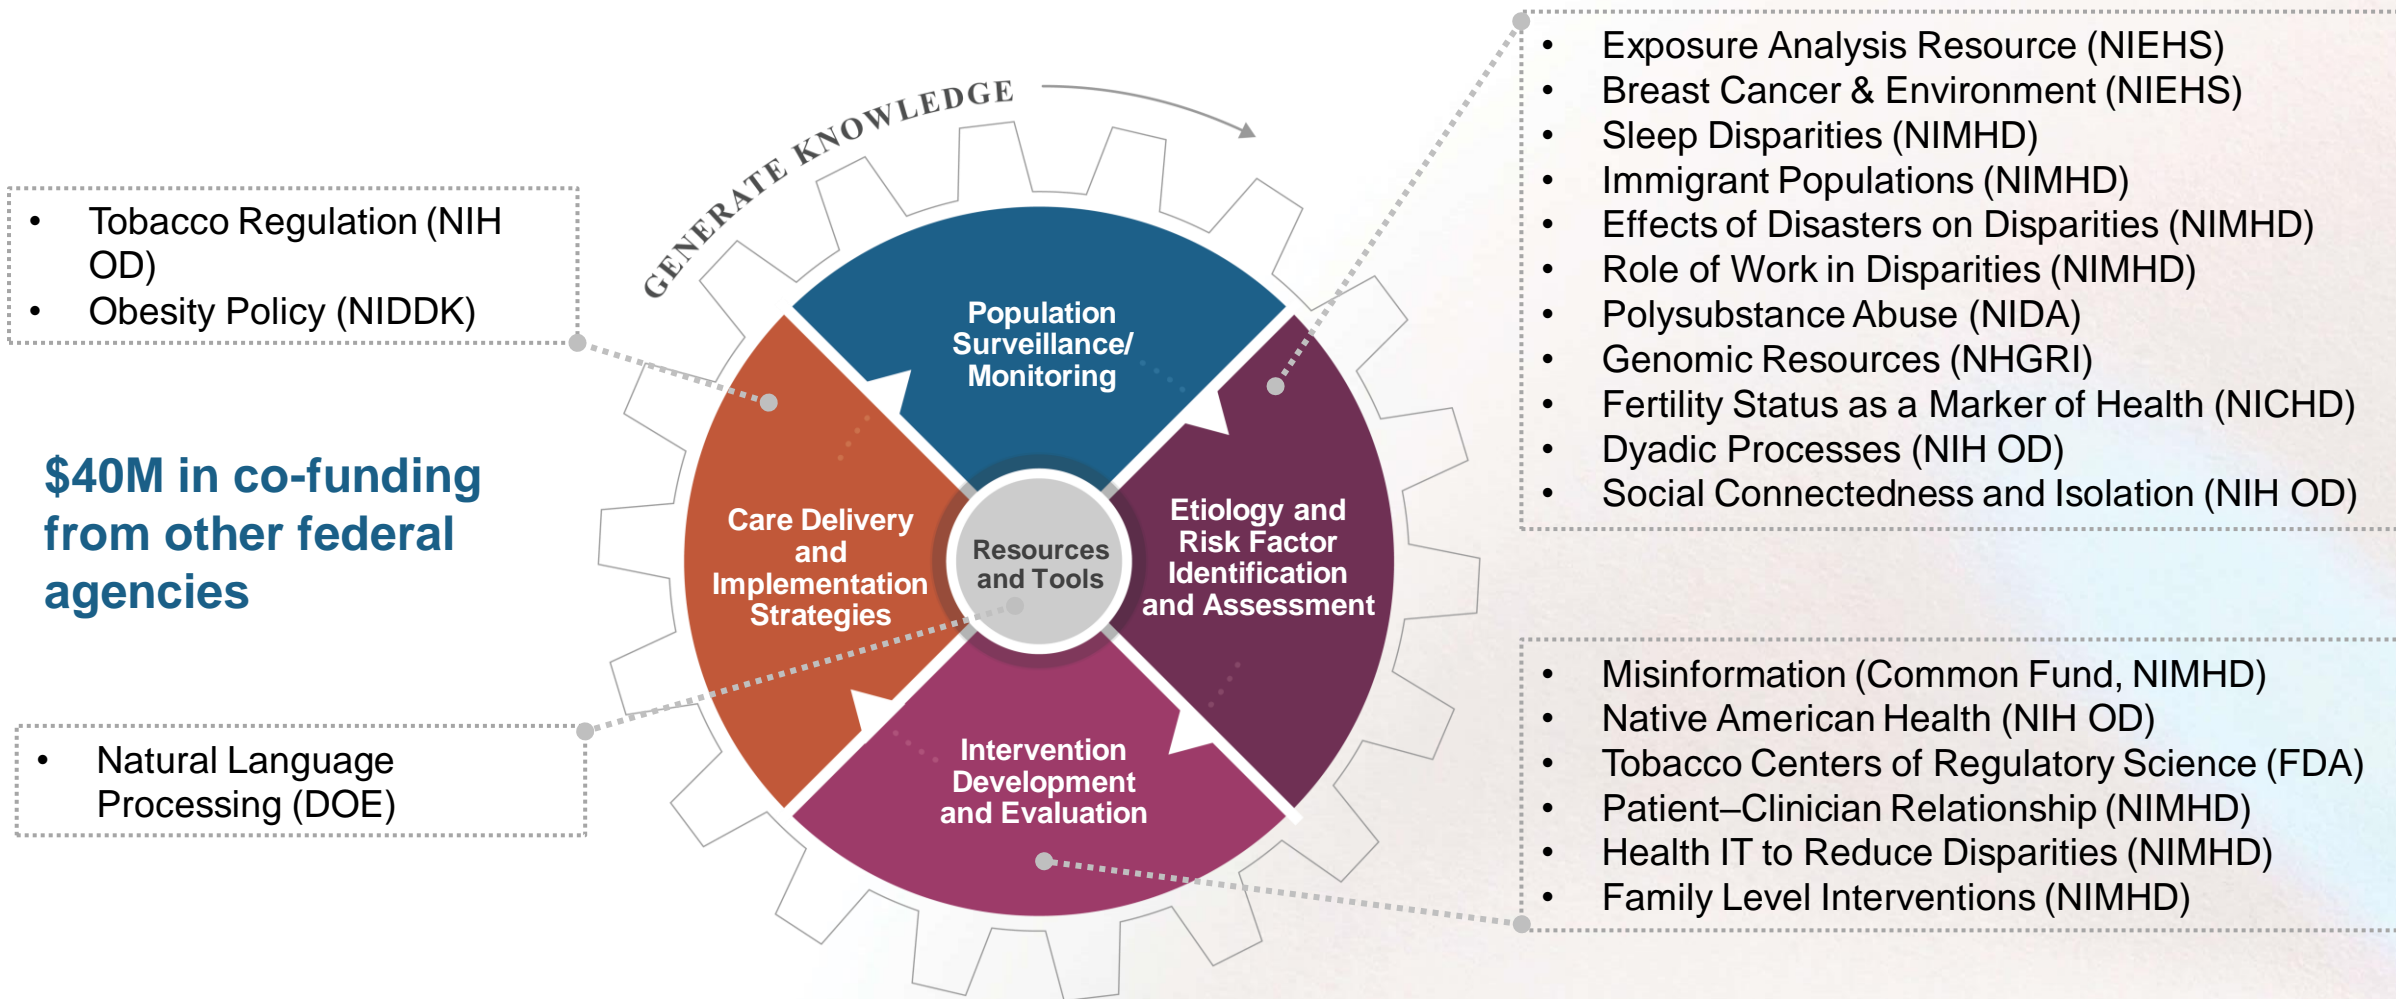 GENERATE KNOWLEDGE
• Tobacco Regulation (NIH
OD)
• Obesity Policy (NIDDK)
$40M in co-funding
from other federal
agencies
• Natural Language
Processing (DOE)
Population
Surveillance/
Monitoring
Care Delivery
and
Implementation
Strategies
Resources
and Tools
Etiology and
Risk Factor
Identification
and Assessment
Intervention
Development
and Evaluation
• Exposure Analysis Resource (NIEHS)
• Breast Cancer & Environment (NIEHS)
• Sleep Disparities (NIMHD)
• Immigrant Populations (NIMHD)
• Effects of Disasters on Disparities (NIMHD)
• Role of Work in Disparities (NIMHD)
• Polysubstance Abuse (NIDA)
• Genomic Resources (NHGRI)
• Fertility Status as a Marker of Health (NICHD)
• Dyadic Processes (NIH OD)
• Social Connectedness and Isolation (NIH OD)
• Misinformation (Common Fund, NIMHD)
• Native American Health (NIH OD)
• Tobacco Centers of Regulatory Science (FDA)
• Patient–Clinician Relationship (NIMHD)
• Health IT to Reduce Disparities (NIMHD)
• Family Level Interventions (NIMHD)